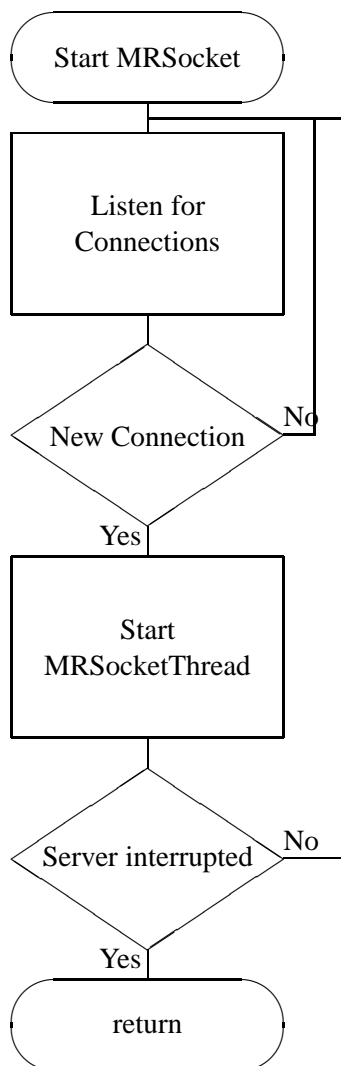 Start MRSocket
Listen for
Connections
New Connection
No
Yes
Start
MRSocketThread
Server interrupted
No
Yes
return